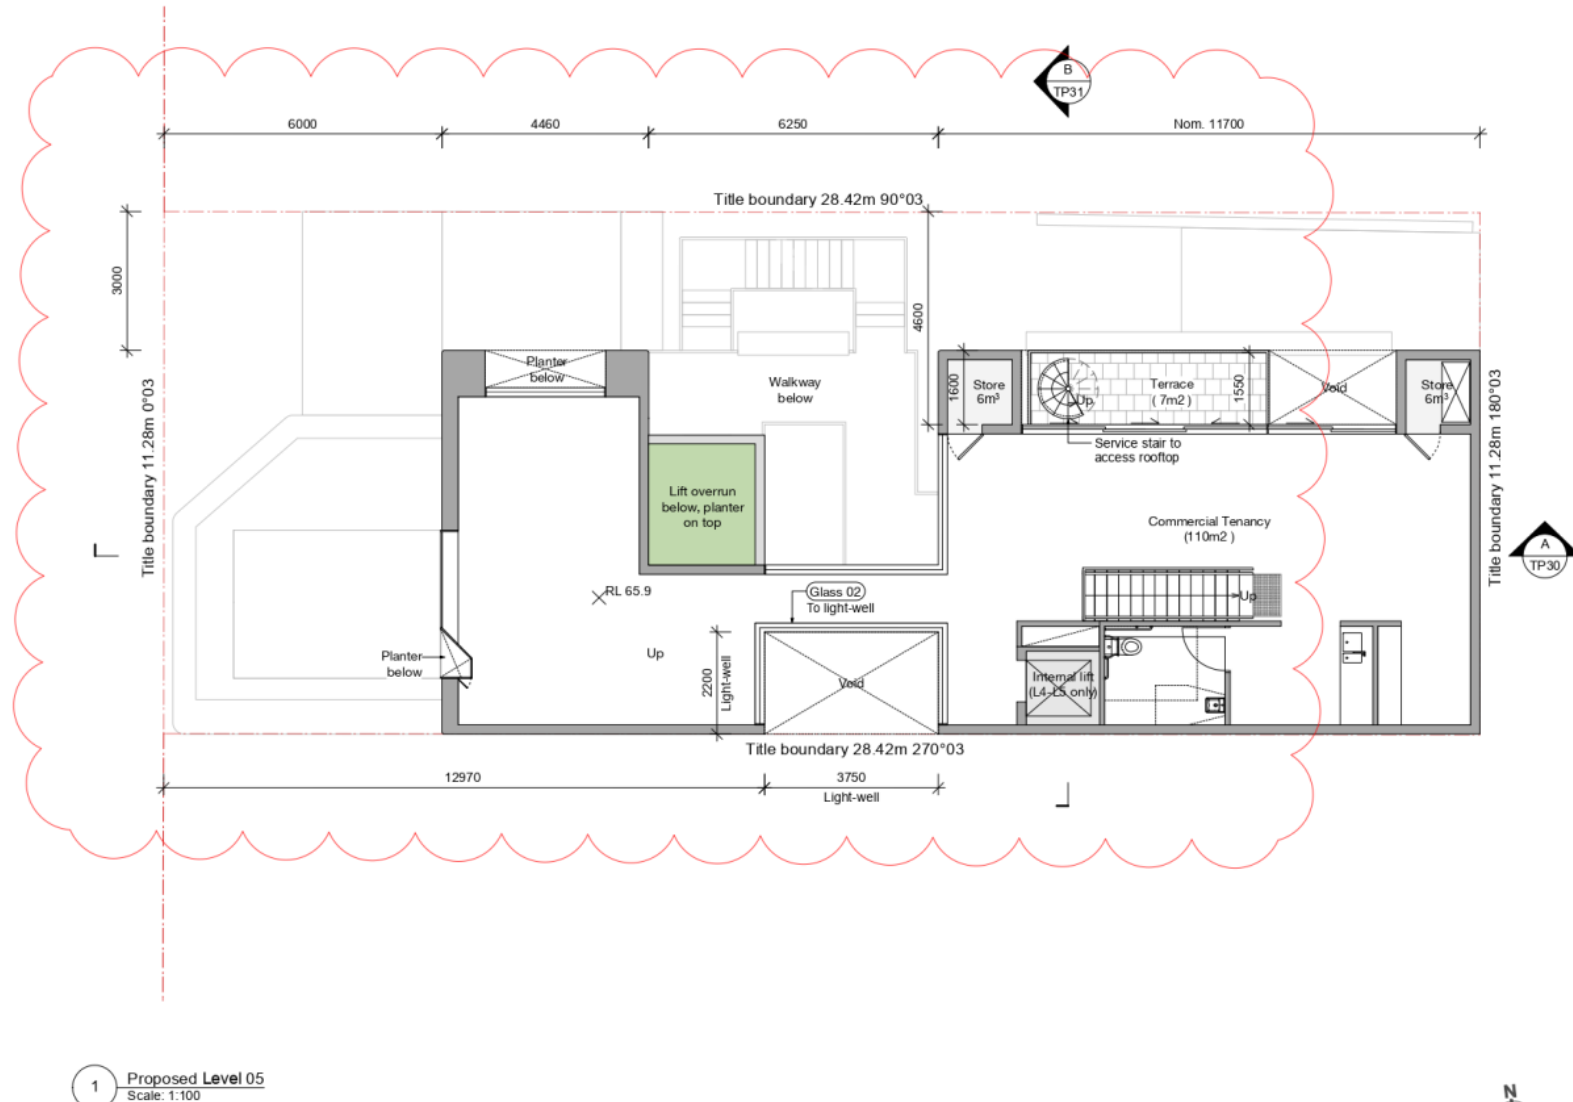 B
TP31
6000
4460
6250
Nom. 11700
Title boundary 28.42m 90°03
3000
4600
Planter
below
Walkway
below
1600
Store
6m³
Up
Terrace
( 7m2 )
1550
Void
Store
6m³
Title boundary 11.28m 0°03
Title boundary 11.28m 180°03
Service stair to
access rooftop
Lift overrun
below, planter
on top
Commercial Tenancy
(110m2 )
A
TP30
RL 65.9
Glass 02
To light-well
Up
Planter
below
Up
2200
Light-well
Void
Internal lift
(L4-L5 only)
Title boundary 28.42m 270°03
12970
3750
Light-well
1
Proposed Level 05
Scale: 1:100
N